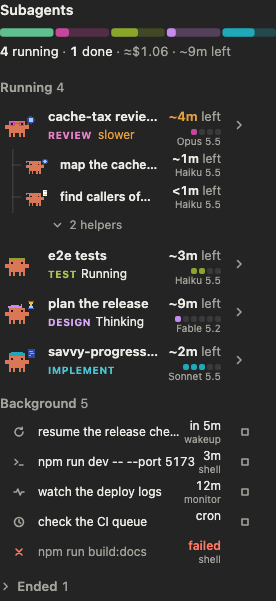 Subagents
4 running · 1 done · ≈$1.06 · ~9m left
Running 4
cache-tax revie... ~4m left
REVIEW slower Opus 5.5
map the cache... ~1m left
Haiku 5.5
find callers of... <1m left
Haiku 5.5
2 helpers
e2e tests ~3m left
TEST Running Haiku 5.5
plan the release ~9m left
DESIGN Thinking Fable 5.2
savvy-progress... ~2m left
IMPLEMENT Sonnet 5.5
Background 5
resume the release che... in 5m
wakeup
npm run dev -- --port 5173 3m
shell
watch the deploy logs 12m
monitor
check the CI queue cron
npm run build:docs failed
shell
Ended 1